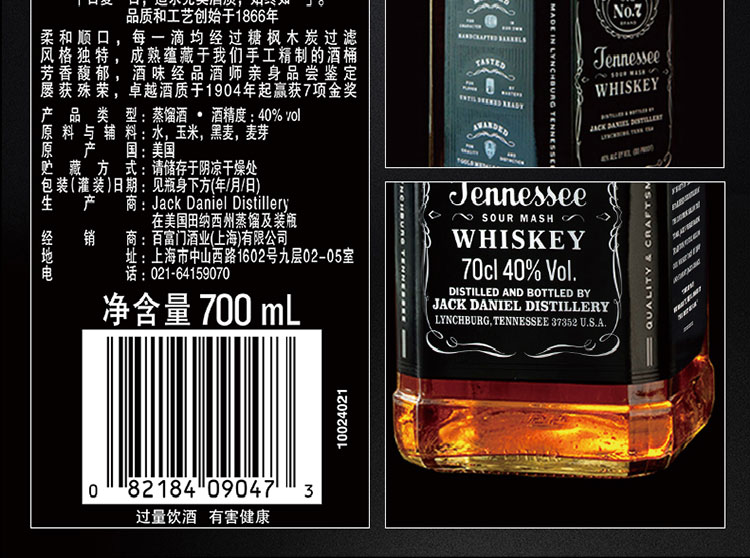 品质和工艺创始于1866年
柔和顺口，每一滴均经过糖枫木炭过滤
风格独特，成熟蕴藏于我们手工精制的酒桶
芳香馥郁，酒味经品酒师亲身品尝鉴定
屡获殊荣，卓越酒质于1904年起赢获7项金奖
产品类型：蒸馏酒 • 酒精度：40% vol
原料与辅料：水，玉米，黑麦，麦芽
原产国：美国
贮藏方式：请储存于阴凉干燥处
包装(灌装)日期：见瓶身下方(年/月/日)
生产商：Jack Daniel Distillery
在美国田纳西州蒸馏及装瓶
经销商：百富门酒业(上海)有限公司
地址：上海市中山西路1602号九层02-05室
电话：021-64159070
净含量 700 mL
10024021
0 82184 09047 3
过量饮酒 有害健康
HANDCRAFTED BARRELS
TASTED
UNTIL DEEMED READY
AWARDED
No.7
BRAND
Tennessee
SOUR MASH
WHISKEY
DISTILLED & BOTTLED BY
JACK DANIEL DISTILLERY
LYNCHBURG, TENN USA
Tennessee
SOUR MASH
WHISKEY
70cl 40% Vol.
DISTILLED AND BOTTLED BY
JACK DANIEL DISTILLERY
LYNCHBURG, TENNESSEE 37352 U.S.A.
QUALITY & CRAFTSM